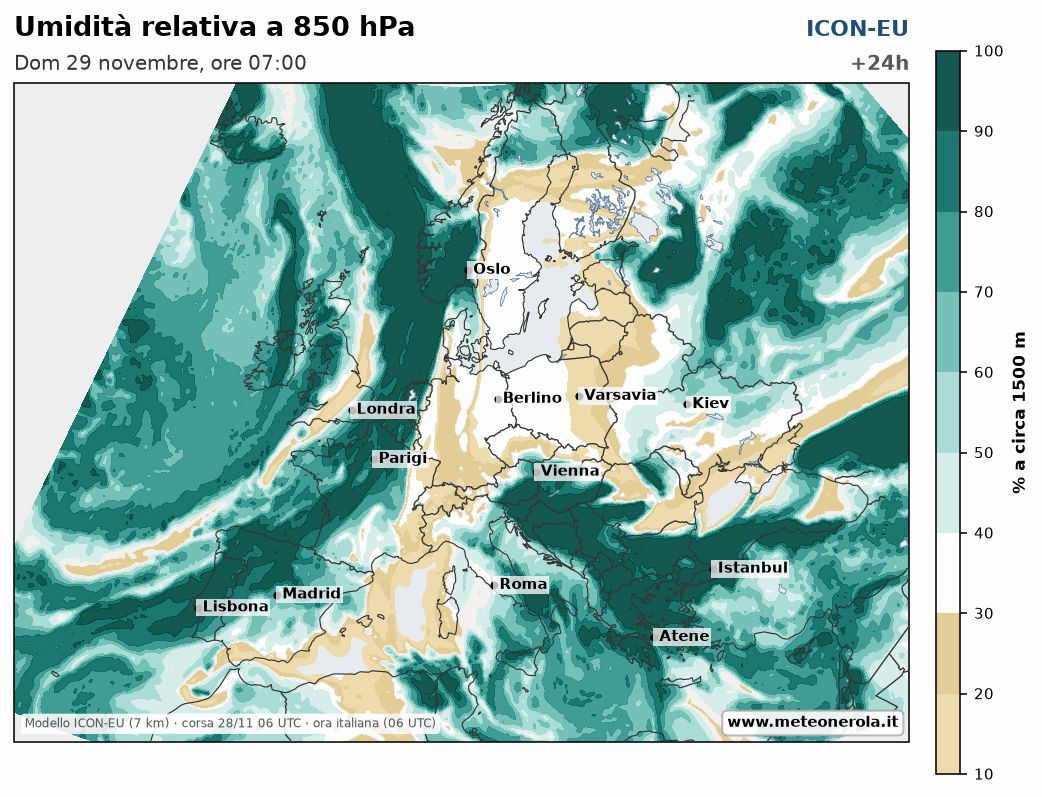 Umidità relativa a 850 hPa
ICON-EU
Dom 29 novembre, ore 07:00
+24h
100
90
80
70
60
50
40
30
20
10
% a circa 1500 m
Oslo
Londra
Berlino
Varsavia
Kiev
Parigi
Vienna
Istanbul
Roma
Madrid
Lisbona
Atene
Modello ICON-EU (7 km) · corsa 28/11 06 UTC · ora italiana (06 UTC)
www.meteonerola.it